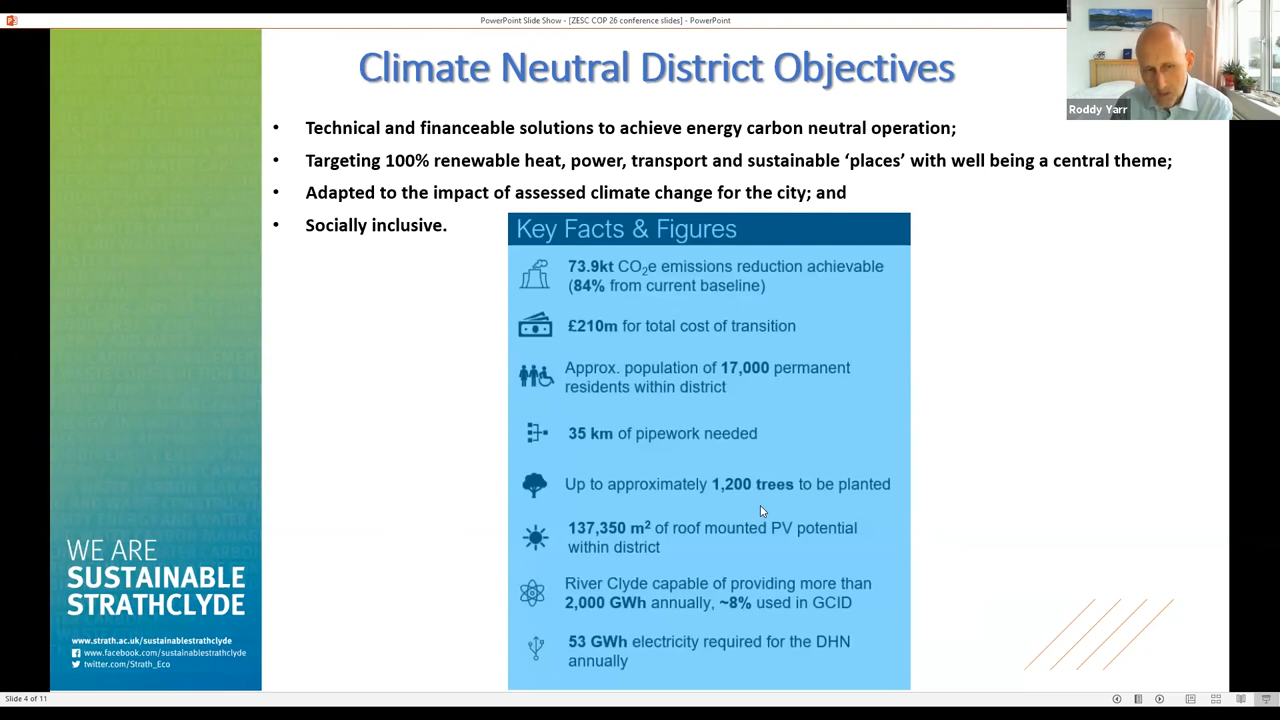 PowerPoint Slide Show - [ZESC COP 26 conference slides] - PowerPoint
Climate Neutral District Objectives
Roddy Yarr
• Technical and financeable solutions to achieve energy carbon neutral operation;
• Targeting 100% renewable heat, power, transport and sustainable ‘places’ with well being a central theme;
• Adapted to the impact of assessed climate change for the city; and
• Socially inclusive.
Key Facts & Figures
73.9kt CO₂e emissions reduction achievable
(84% from current baseline)
£210m for total cost of transition
Approx. population of 17,000 permanent
residents within district
35 km of pipework needed
Up to approximately 1,200 trees to be planted
137,350 m² of roof mounted PV potential
within district
River Clyde capable of providing more than
2,000 GWh annually, ~8% used in GCID
53 GWh electricity required for the DHN
annually
WE ARE
SUSTAINABLE
STRATHCLYDE
www.strath.ac.uk/sustainablestrathclyde
www.facebook.com/sustainablestrathclyde
twitter.com/Strath_Eco
Slide 4 of 11